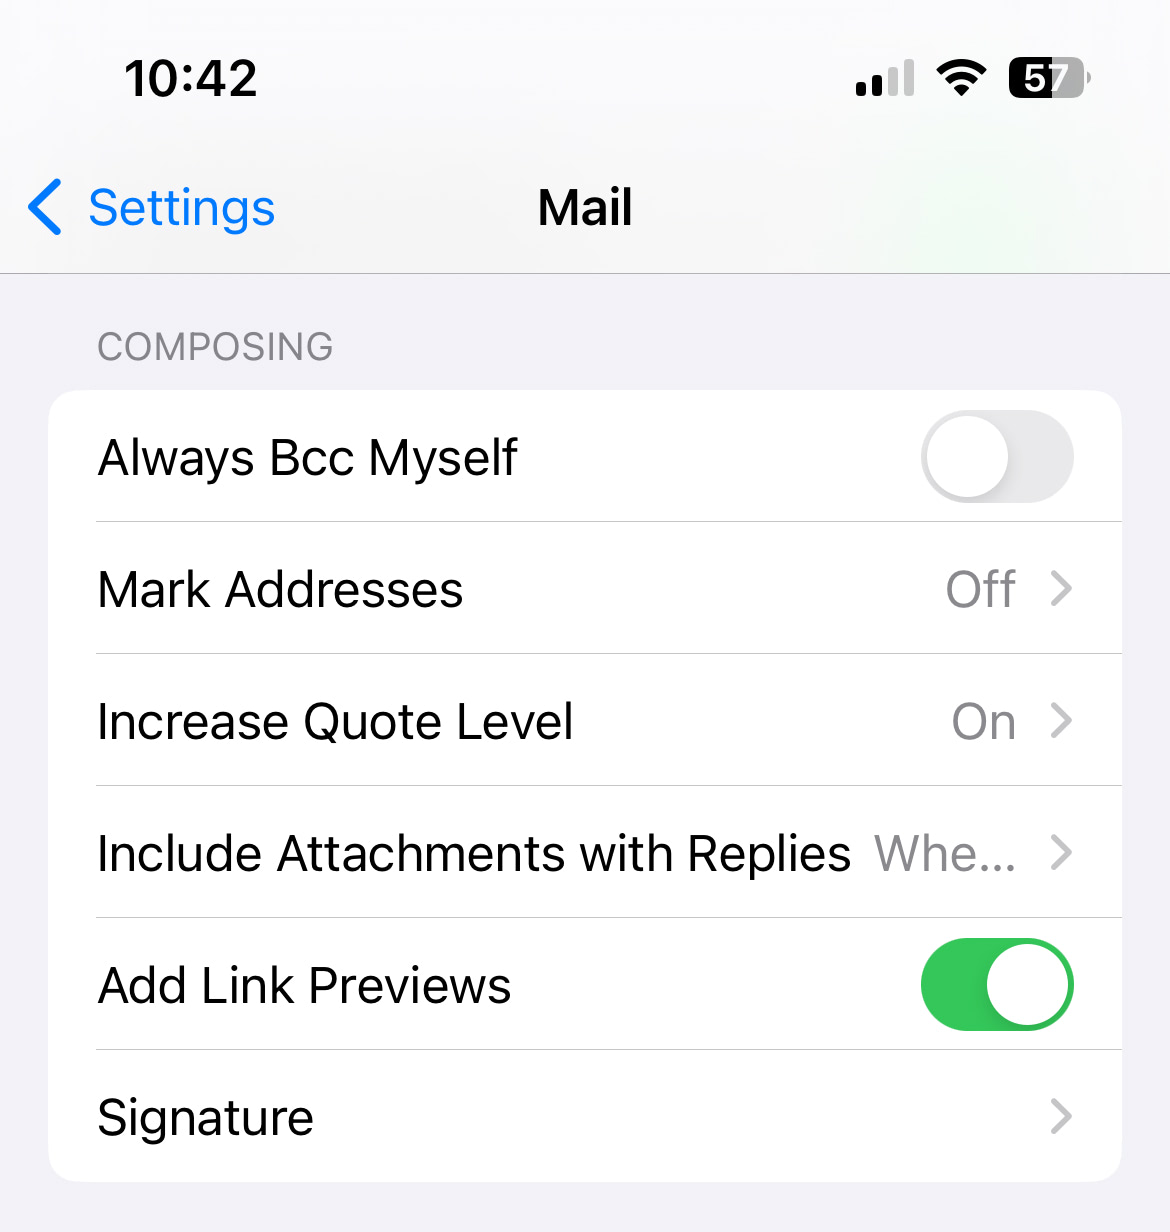 10:42 57
Settings Mail
COMPOSING
Always Bcc Myself
Mark Addresses Off
Increase Quote Level On
Include Attachments with Replies Whe...
Add Link Previews
Signature